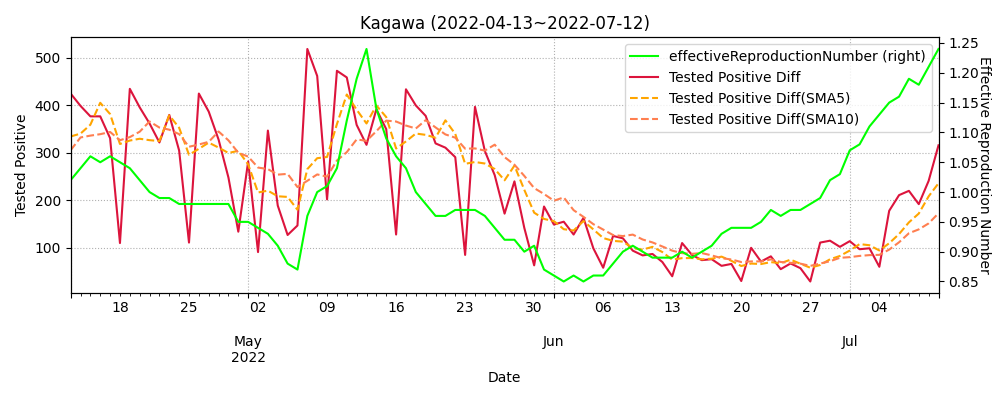 Kagawa (2022-04-13~2022-07-12)
effectiveReproductionNumber (right)
Tested Positive Diff
Tested Positive Diff(SMA5)
Tested Positive Diff(SMA10)
Tested Positive
500
400
300
200
100
Effective Reproduction Number
1.25
1.20
1.15
1.10
1.05
1.00
0.95
0.90
0.85
18 25 02 09 16 23 30 06 13 20 27 04
May Jun Jul
2022
Date